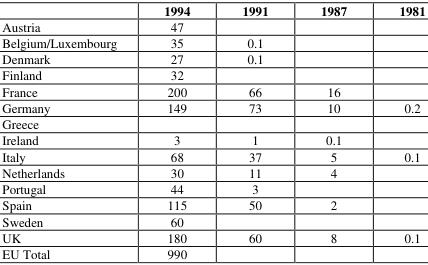 1994 1991 1987 1981
Austria 47
Belgium/Luxembourg 35 0.1
Denmark 27 0.1
Finland 32
France 200 66 16
Germany 149 73 10 0.2
Greece
Ireland 3 1 0.1
Italy 68 37 5 0.1
Netherlands 30 11 4
Portugal 44 3
Spain 115 50 2
Sweden 60
UK 180 60 8 0.1
EU Total 990